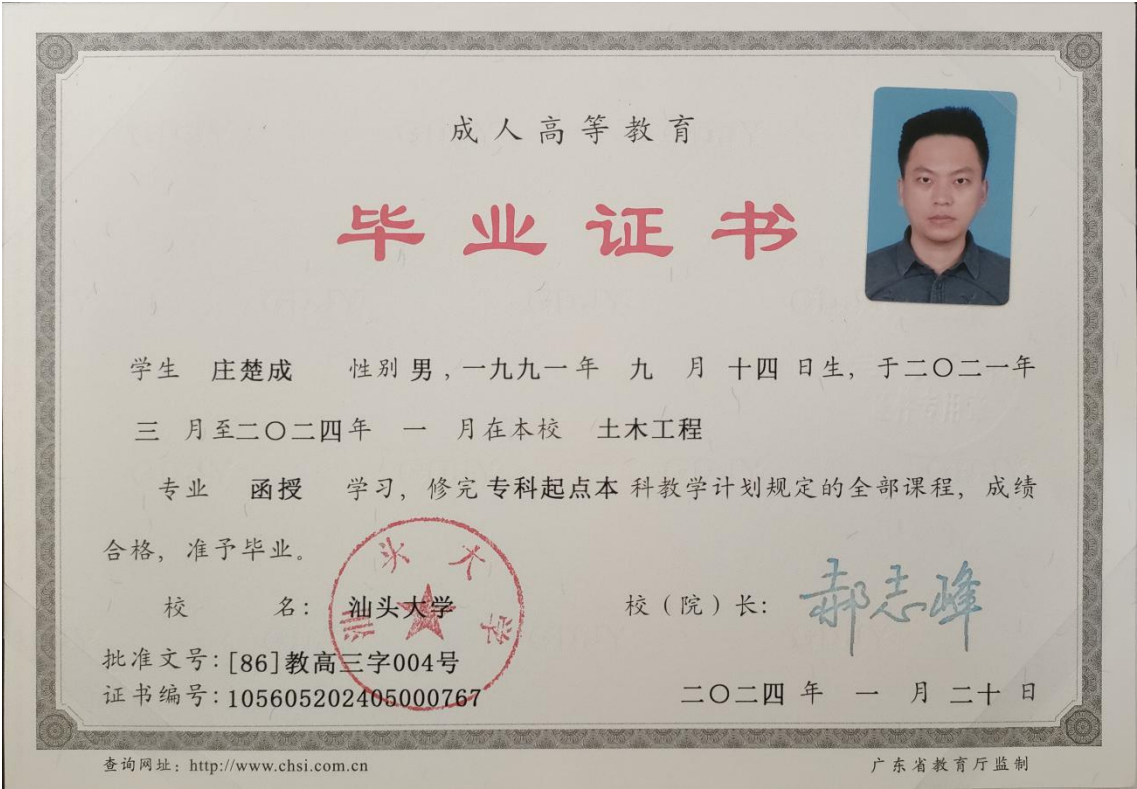 成人高等教育
毕业证书
学生 庄楚成 性别 男，一九九一年 九 月 十四 日生，于二〇二一年
三 月至二〇二四年 一 月在本校 土木工程
专业 函授 学习，修完 专科起点本 科教学计划规定的全部课程，成绩
合格，准予毕业。
校 名：汕头大学 校（院）长：郝志峰
汕头大学
批准文号：[86]教高三字004号
证书编号：105605202405000767 二〇二四 年 一 月 二十 日
查询网址：http://www.chsi.com.cn 广东省教育厅监制